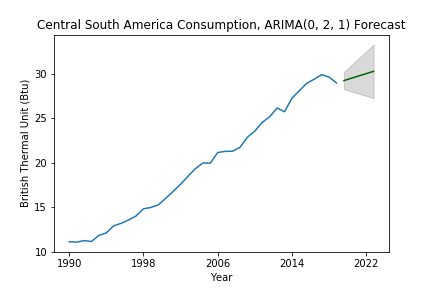 Central South America Consumption, ARIMA(0, 2, 1) Forecast
British Thermal Unit (Btu)
30
25
20
15
10
1990 1998 2006 2014 2022
Year